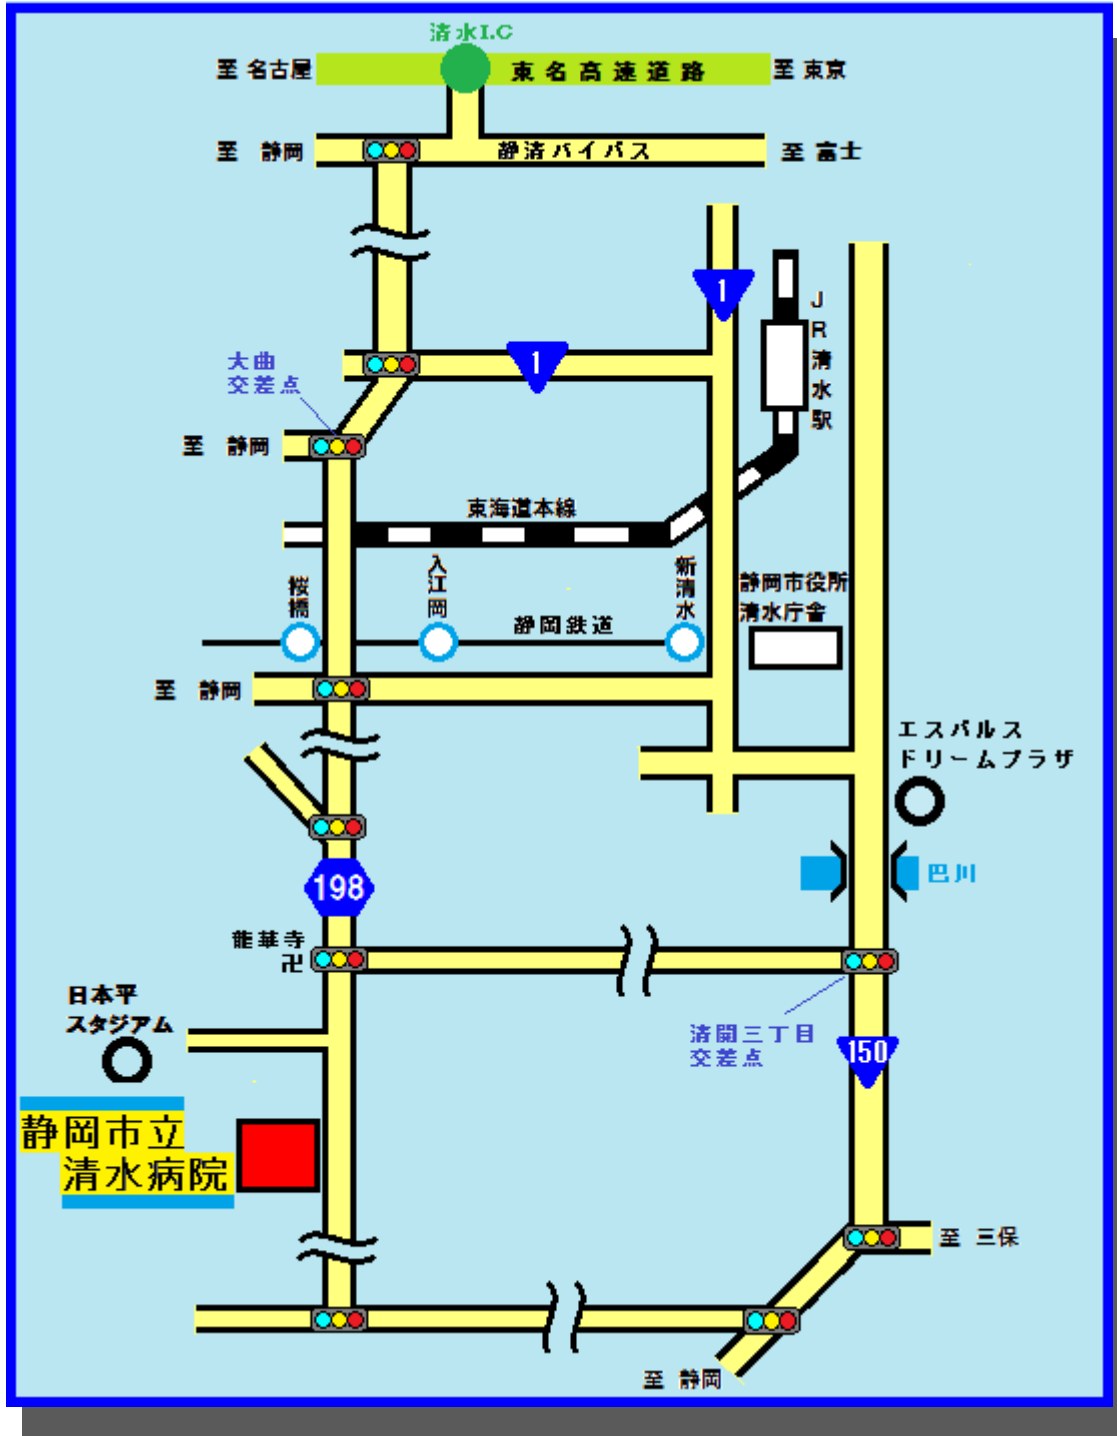 清水I.C
至 名古屋
東名高速道路
至 東京
至 静岡
静清バイパス
至 富士
1
1
JR清水駅
大曲
交差点
至 静岡
東海道本線
桜橋
入江岡
新清水
静岡鉄道
静岡市役所
清水庁舎
至 静岡
エスパルス
ドリームプラザ
巴川
198
龍華寺
卍
日本平
スタジアム
清開三丁目
交差点
150
静岡市立
清水病院
至 三保
至 静岡